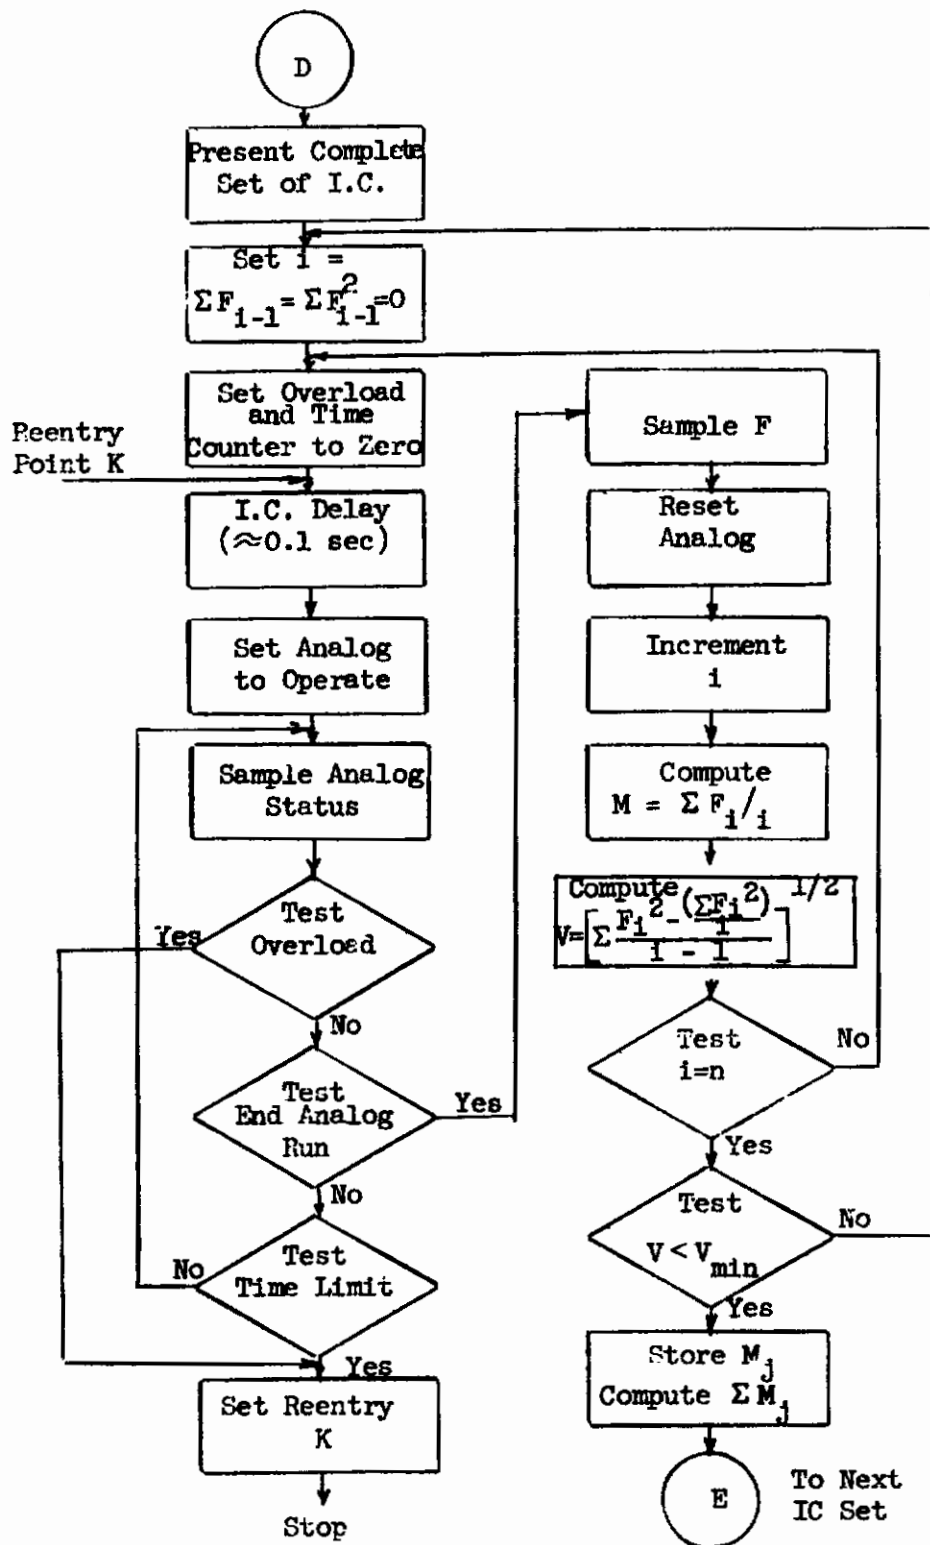 D
Present Complete
Set of I.C.
Set i =
ΣF_{i-1} = ΣF²_{i-1} = 0
Set Overload
and Time
Counter to Zero
Reentry
Point K
I.C. Delay
(≈0.1 sec)
Set Analog
to Operate
Sample Analog
Status
Test
Overload
Yes
No
Test
End Analog
Run
Yes
No
Test
Time Limit
No
Yes
Set Reentry
K
Stop
Sample F
Reset
Analog
Increment
i
Compute
M = Σ F_i/i
Compute
V=[Σ (F_i² - (ΣF_i²)/i) / (i - 1)]^{1/2}
Test
i=n
No
Yes
Test
V < V_min
No
Yes
Store M_j
Compute Σ M_j
E
To Next
IC Set